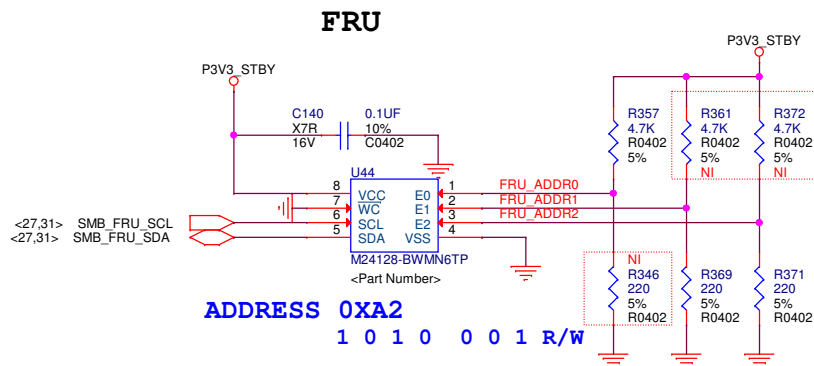 FRU
P3V3_STBY
P3V3_STBY
C140 0.1UF
X7R 10%
16V C0402
R357 R361 R372
4.7K 4.7K 4.7K
R0402 R0402 R0402
5% 5% 5%
NI NI
U44
8 VCC E0 1 FRU_ADDR0
7 WC E1 2 FRU_ADDR1
<27,31> SMB_FRU_SCL 6 SCL E2 3 FRU_ADDR2
<27,31> SMB_FRU_SDA 5 SDA VSS 4
M24128-BWMN6TP
<Part Number>
NI
R346 R369 R371
220 220 220
5% 5% 5%
R0402 R0402 R0402
ADDRESS 0XA2
1 0 1 0 0 0 1 R/W